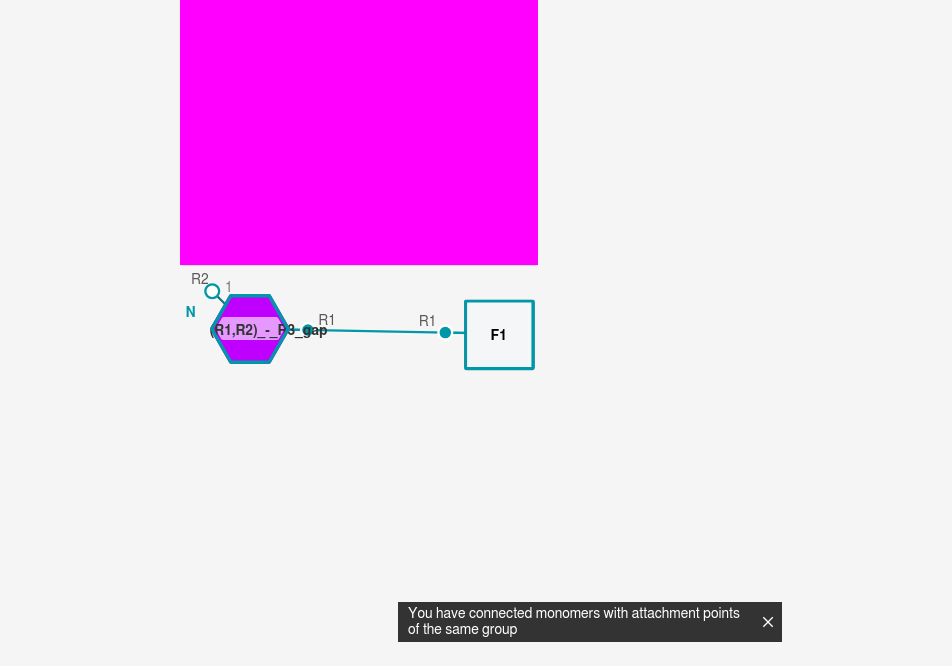 R2
1
N
(R1,R2)_-_R3_gap
R1
R1
F1
You have connected monomers with attachment points
of the same group